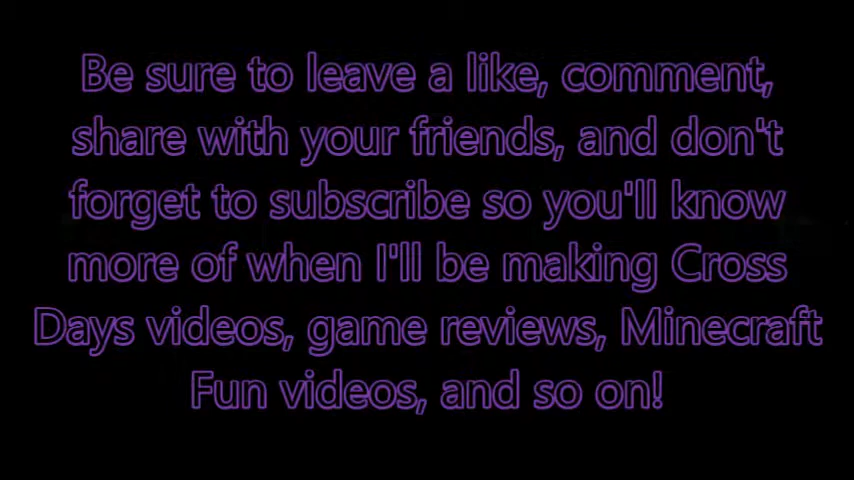 Be sure to leave a like, comment,
share with your friends, and don't
forget to subscribe so you'll know
more of when I'll be making Cross
Days videos, game reviews, Minecraft
Fun videos, and so on!